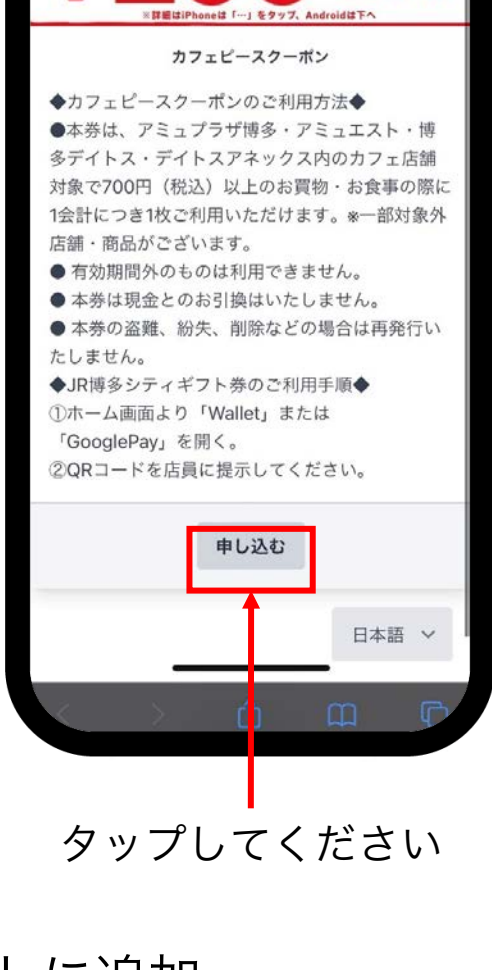 ※詳細はiPhoneは「…」をタップ、Androidは下へ
カフェピースクーポン
◆カフェピースクーポンのご利用方法◆
●本券は、アミュプラザ博多・アミュエスト・博
多デイトス・デイトスアネックス内のカフェ店舗
対象で700円（税込）以上のお買物・お食事の際に
1会計につき1枚ご利用いただけます。※一部対象外
店舗・商品がございます。
● 有効期間外のものは利用できません。
● 本券は現金とのお引換はいたしません。
● 本券の盗難、紛失、削除などの場合は再発行い
たしません。
◆JR博多シティギフト券のご利用手順◆
①ホーム画面より「Wallet」または
「GooglePay」を開く。
②QRコードを店員に提示してください。
申し込む
日本語
タップしてください
トに追加